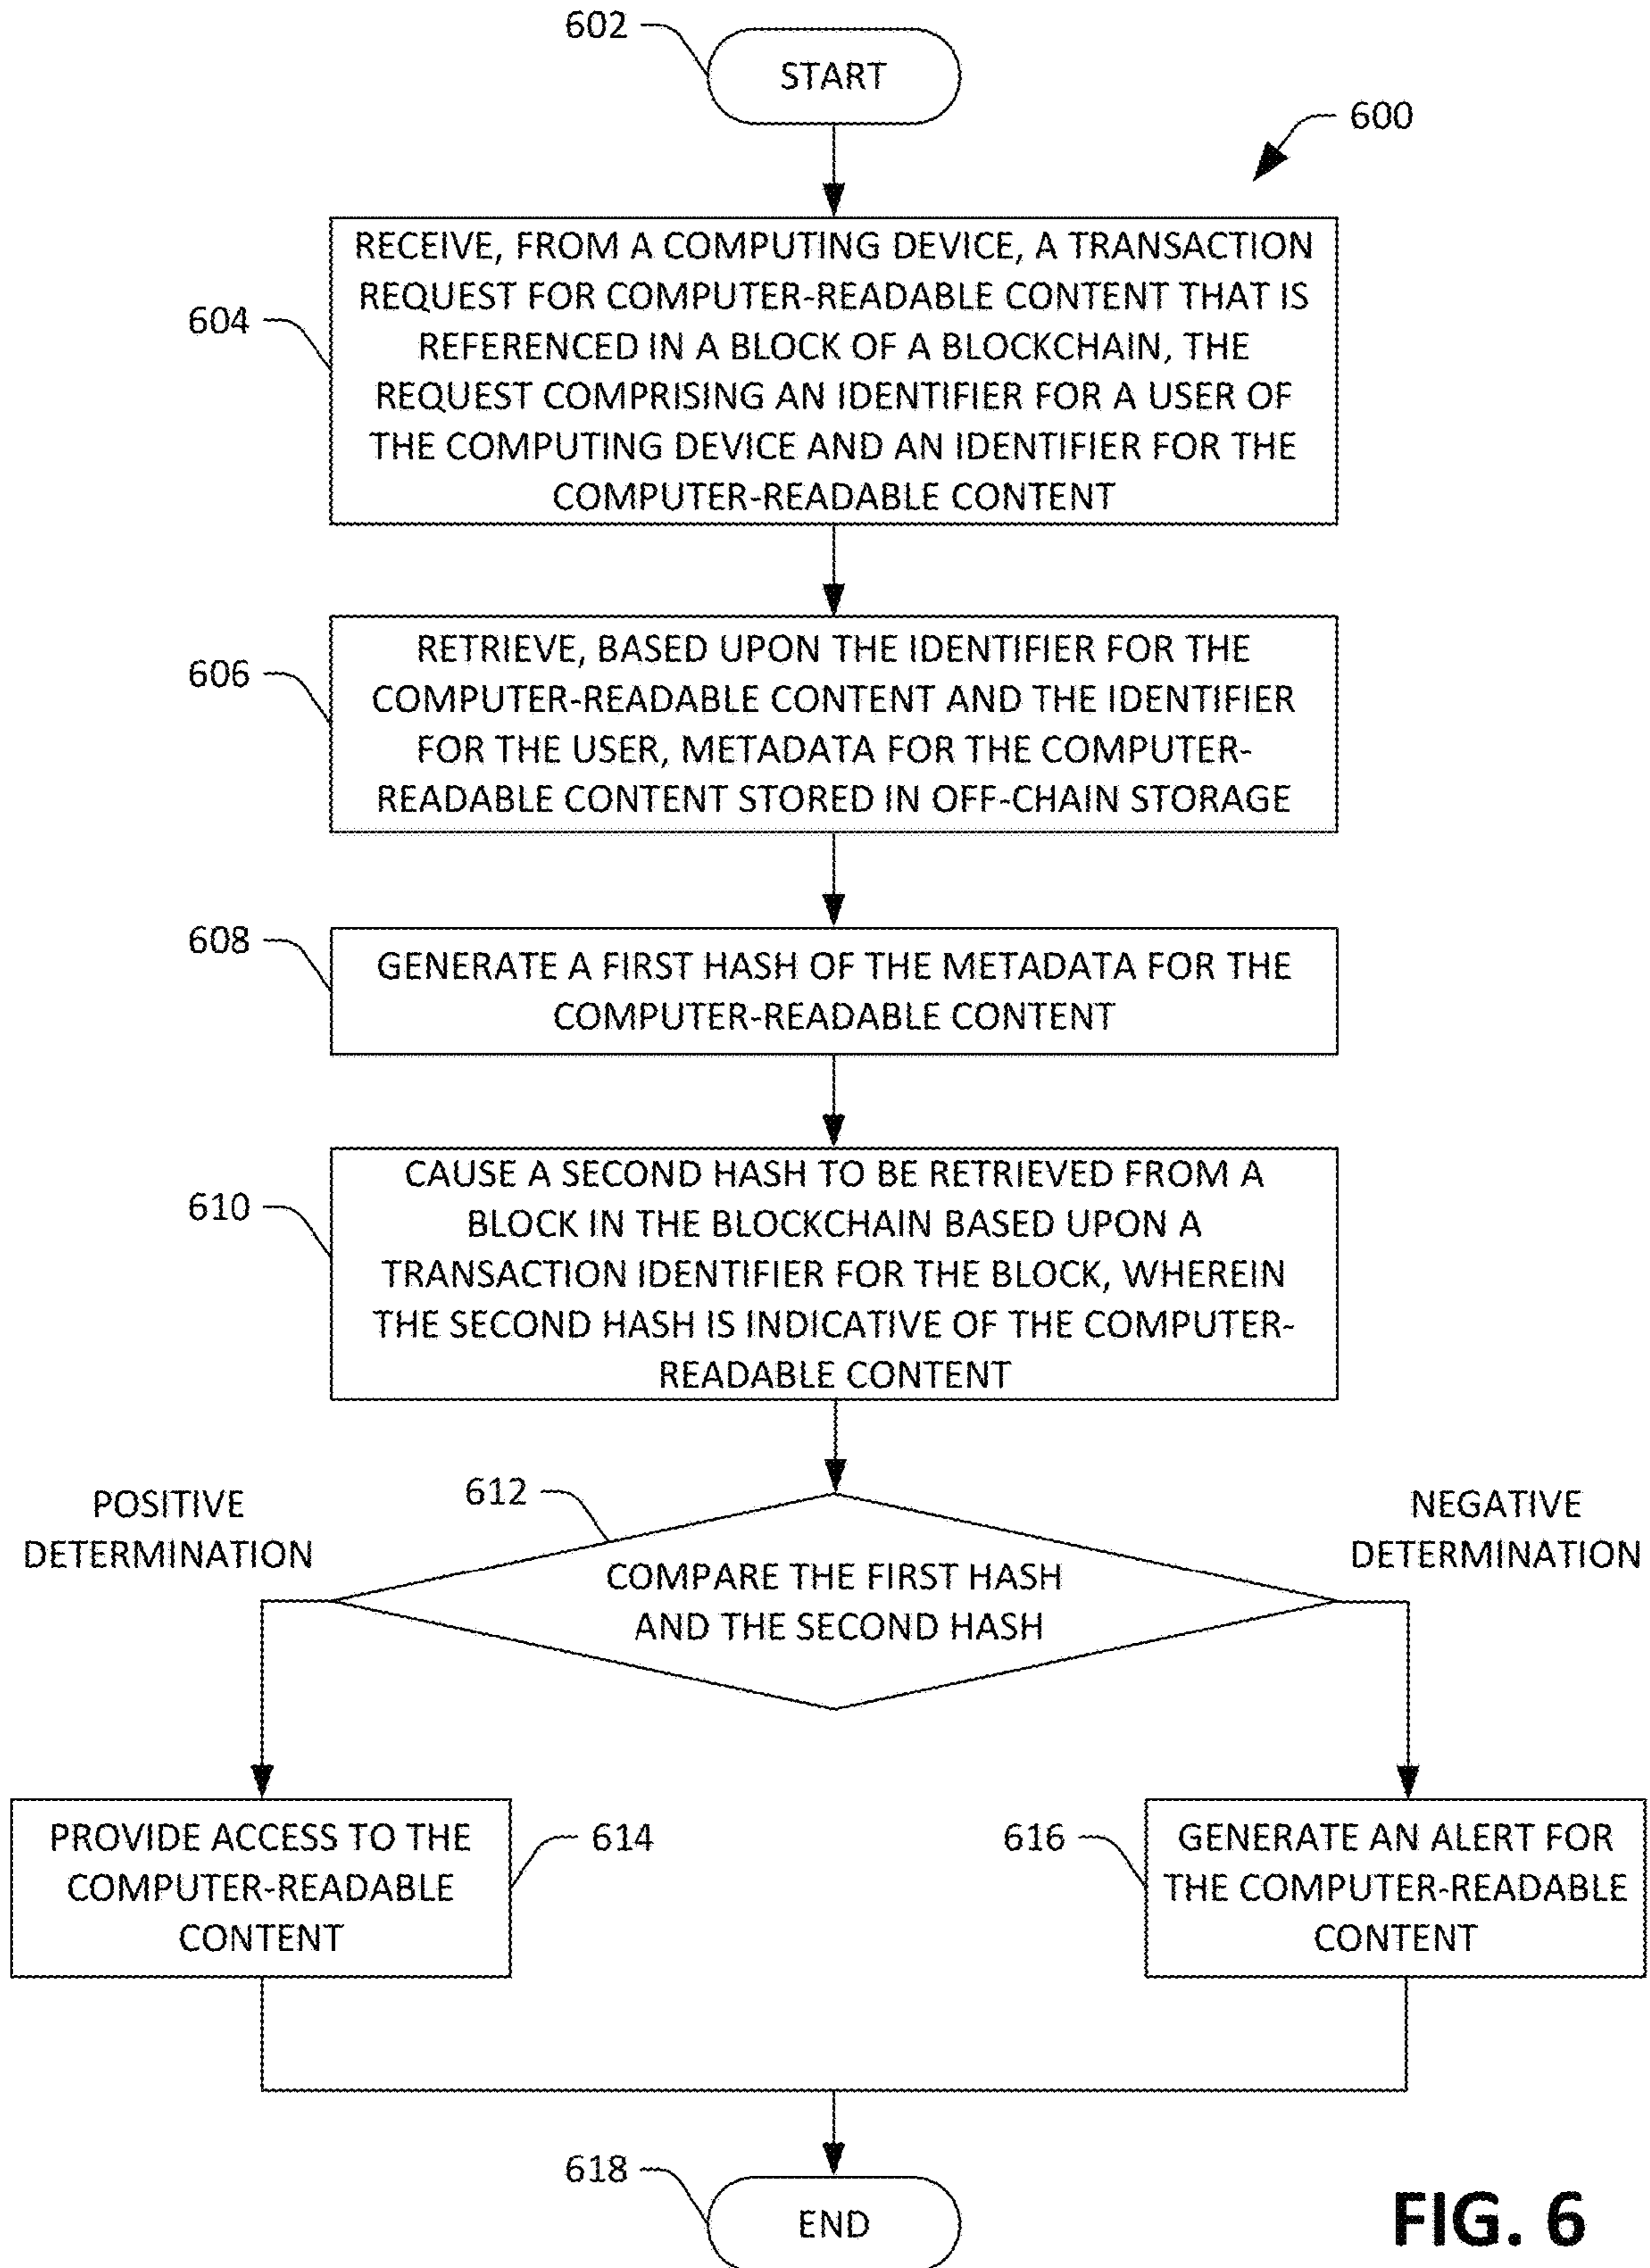 602
START
600
604
RECEIVE, FROM A COMPUTING DEVICE, A TRANSACTION
REQUEST FOR COMPUTER-READABLE CONTENT THAT IS
REFERENCED IN A BLOCK OF A BLOCKCHAIN, THE
REQUEST COMPRISING AN IDENTIFIER FOR A USER OF
THE COMPUTING DEVICE AND AN IDENTIFIER FOR THE
COMPUTER-READABLE CONTENT
606
RETRIEVE, BASED UPON THE IDENTIFIER FOR THE
COMPUTER-READABLE CONTENT AND THE IDENTIFIER
FOR THE USER, METADATA FOR THE COMPUTER-
READABLE CONTENT STORED IN OFF-CHAIN STORAGE
608
GENERATE A FIRST HASH OF THE METADATA FOR THE
COMPUTER-READABLE CONTENT
610
CAUSE A SECOND HASH TO BE RETRIEVED FROM A
BLOCK IN THE BLOCKCHAIN BASED UPON A
TRANSACTION IDENTIFIER FOR THE BLOCK, WHEREIN
THE SECOND HASH IS INDICATIVE OF THE COMPUTER-
READABLE CONTENT
612
POSITIVE
DETERMINATION
COMPARE THE FIRST HASH
AND THE SECOND HASH
NEGATIVE
DETERMINATION
PROVIDE ACCESS TO THE
COMPUTER-READABLE
CONTENT
614
616
GENERATE AN ALERT FOR
THE COMPUTER-READABLE
CONTENT
618
END
FIG. 6